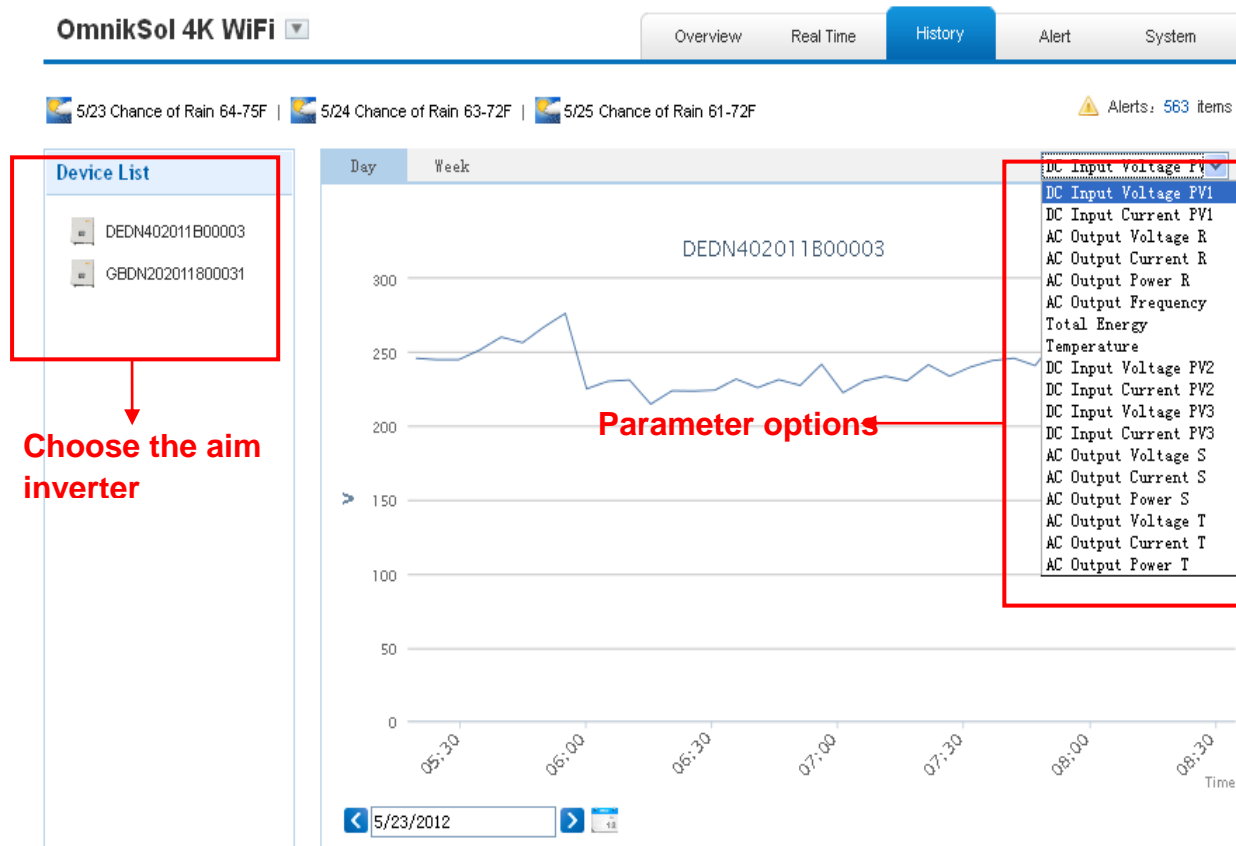 OmnikSol 4K WiFi
Overview Real Time History Alert System
5/23 Chance of Rain 64-75F | 5/24 Chance of Rain 63-72F | 5/25 Chance of Rain 61-72F
Alerts: 563 items
Device List
DEDN402011B00003
GBDN202011800031
Choose the aim
inverter
Day Week
DC Input Voltage PV
DC Input Voltage PV1
DC Input Current PV1
AC Output Voltage R
AC Output Current R
AC Output Power R
AC Output Frequency
Total Energy
Temperature
DC Input Voltage PV2
DC Input Current PV2
DC Input Voltage PV3
DC Input Current PV3
AC Output Voltage S
AC Output Current S
AC Output Power S
AC Output Voltage T
AC Output Current T
AC Output Power T
DEDN402011B00003
Parameter options
V
300
250
200
150
100
50
0
05:30 06:00 06:30 07:00 07:30 08:00 08:30
Time
5/23/2012